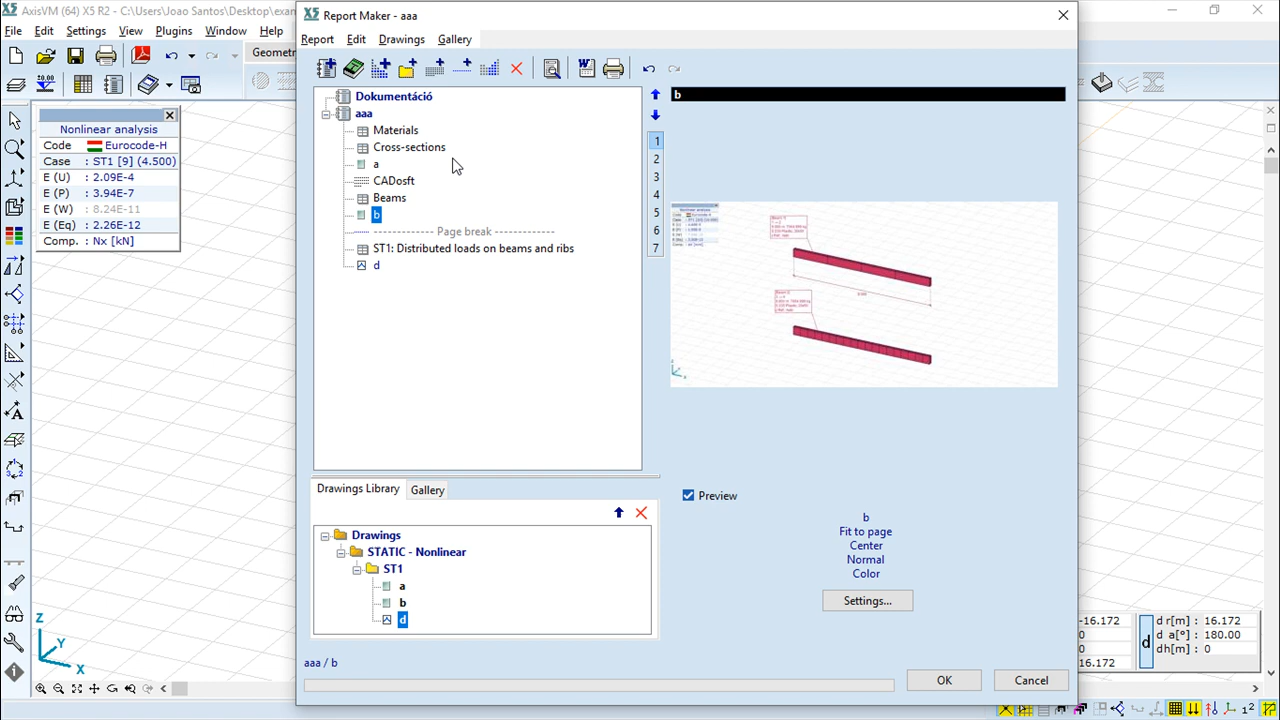 AxisVM (64) X5 R2 - C:\Users\Joao Santos\Desktop\exan
File Edit Settings View Plugins Window Help
Geometr
Nonlinear analysis
Code Eurocode-H
Case : ST1 [9] (4.500)
E (U) : 2.09E-4
E (P) : 3.94E-7
E (W) : 8.24E-11
E (Eq) : 2.26E-12
Comp. : Nx [kN]
Report Maker - aaa
Report Edit Drawings Gallery
Dokumentáció
aaa
Materials
Cross-sections
a
CADosft
Beams
b
Page break
ST1: Distributed loads on beams and ribs
d
1
2
3
4
5
6
7
b
Drawings Library Gallery
Drawings
STATIC - Nonlinear
ST1
a
b
d
Preview
b
Fit to page
Center
Normal
Color
Settings...
aaa / b
OK Cancel
Z
Y
X
-16.172
0
-16.172
d
d r[m] : 16.172
d a[°] : 180.00
dh[m] : 0